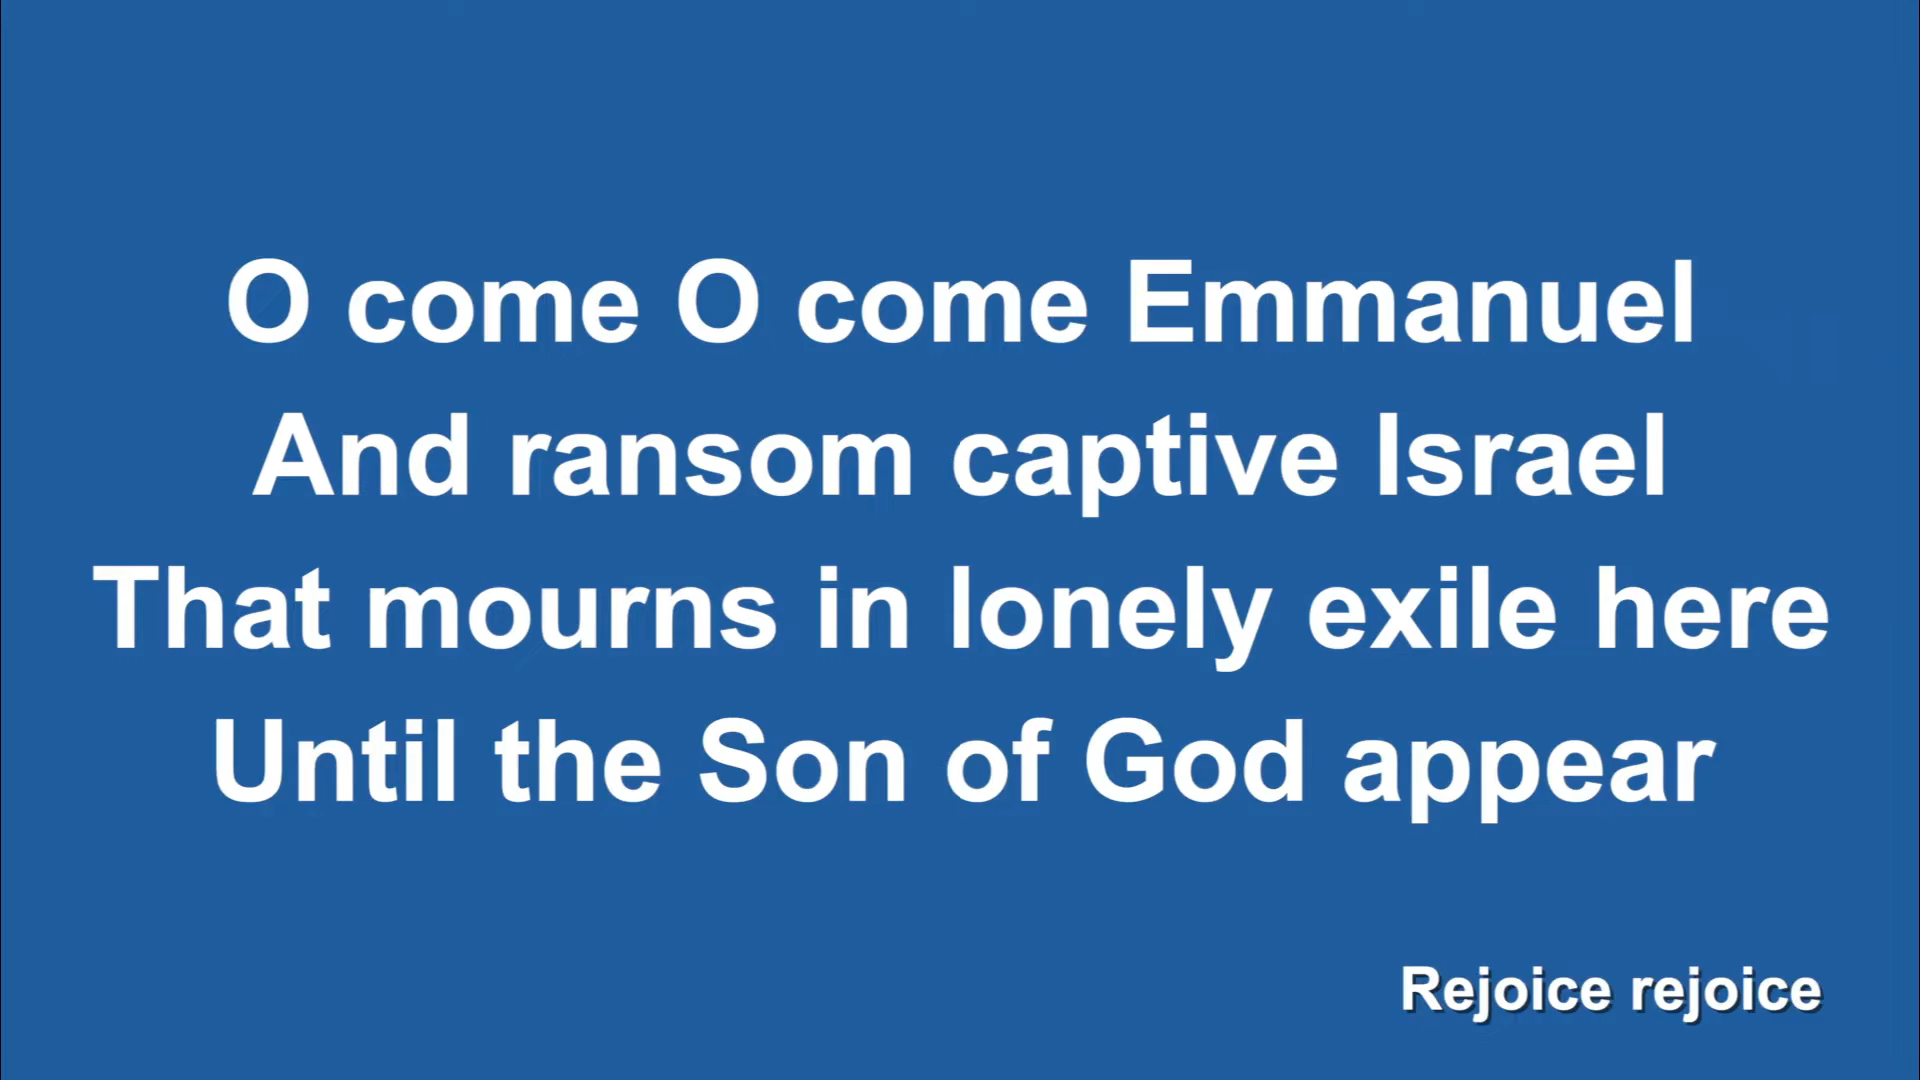 O come O come Emmanuel
And ransom captive Israel
That mourns in lonely exile here
Until the Son of God appear
Rejoice rejoice